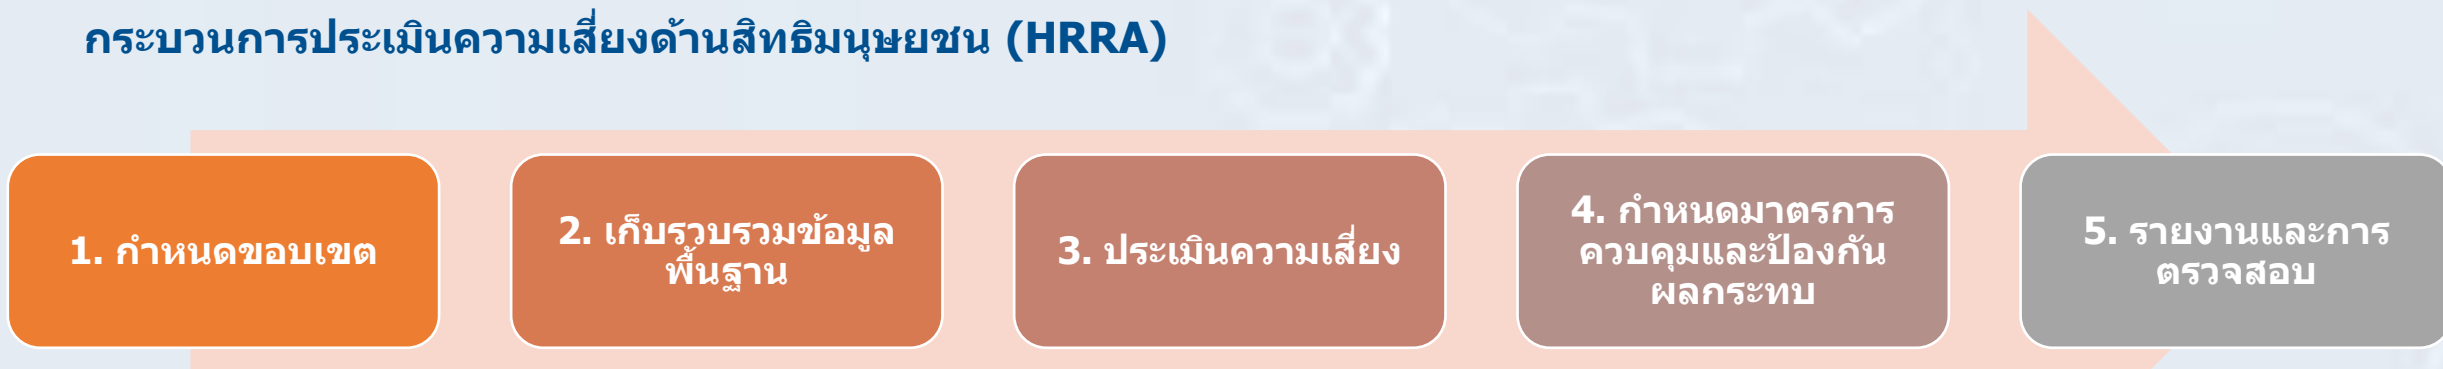 กระบวนการประเมินความเสี่ยงด้านสิทธิมนุษยชน (HRRA)
1. กำหนดขอบเขต
2. เก็บรวบรวมข้อมูล
พื้นฐาน
3. ประเมินความเสี่ยง
4. กำหนดมาตรการ
ควบคุมและป้องกัน
ผลกระทบ
5. รายงานและการ
ตรวจสอบ